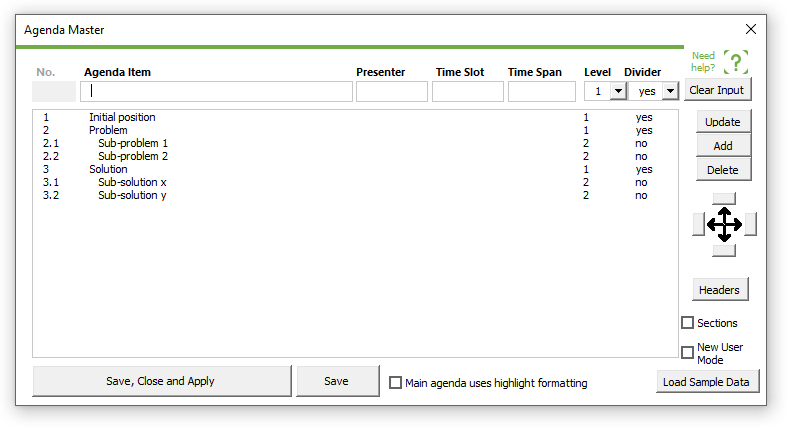 Agenda Master
Need
help?
?
No. Agenda Item Presenter Time Slot Time Span Level Divider
1 yes Clear Input
1 Initial position 1 yes
2 Problem 1 yes
2.1 Sub-problem 1 2 no
2.2 Sub-problem 2 2 no
3 Solution 1 yes
3.1 Sub-solution x 2 no
3.2 Sub-solution y 2 no
Update
Add
Delete
Headers
Sections
New User
Mode
Save, Close and Apply Save Main agenda uses highlight formatting Load Sample Data